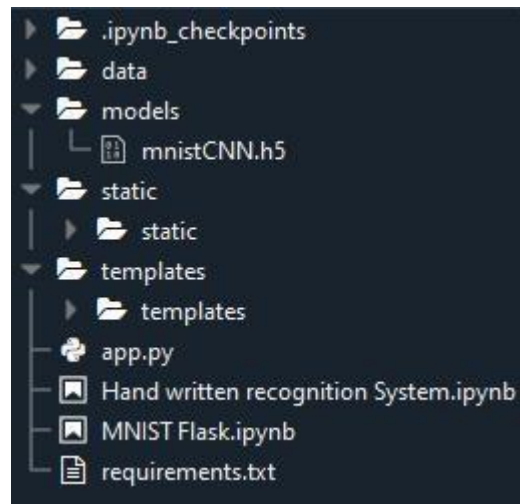 .ipynb_checkpoints
data
models
mnistCNN.h5
static
static
templates
templates
app.py
Hand written recognition System.ipynb
MNIST Flask.ipynb
requirements.txt